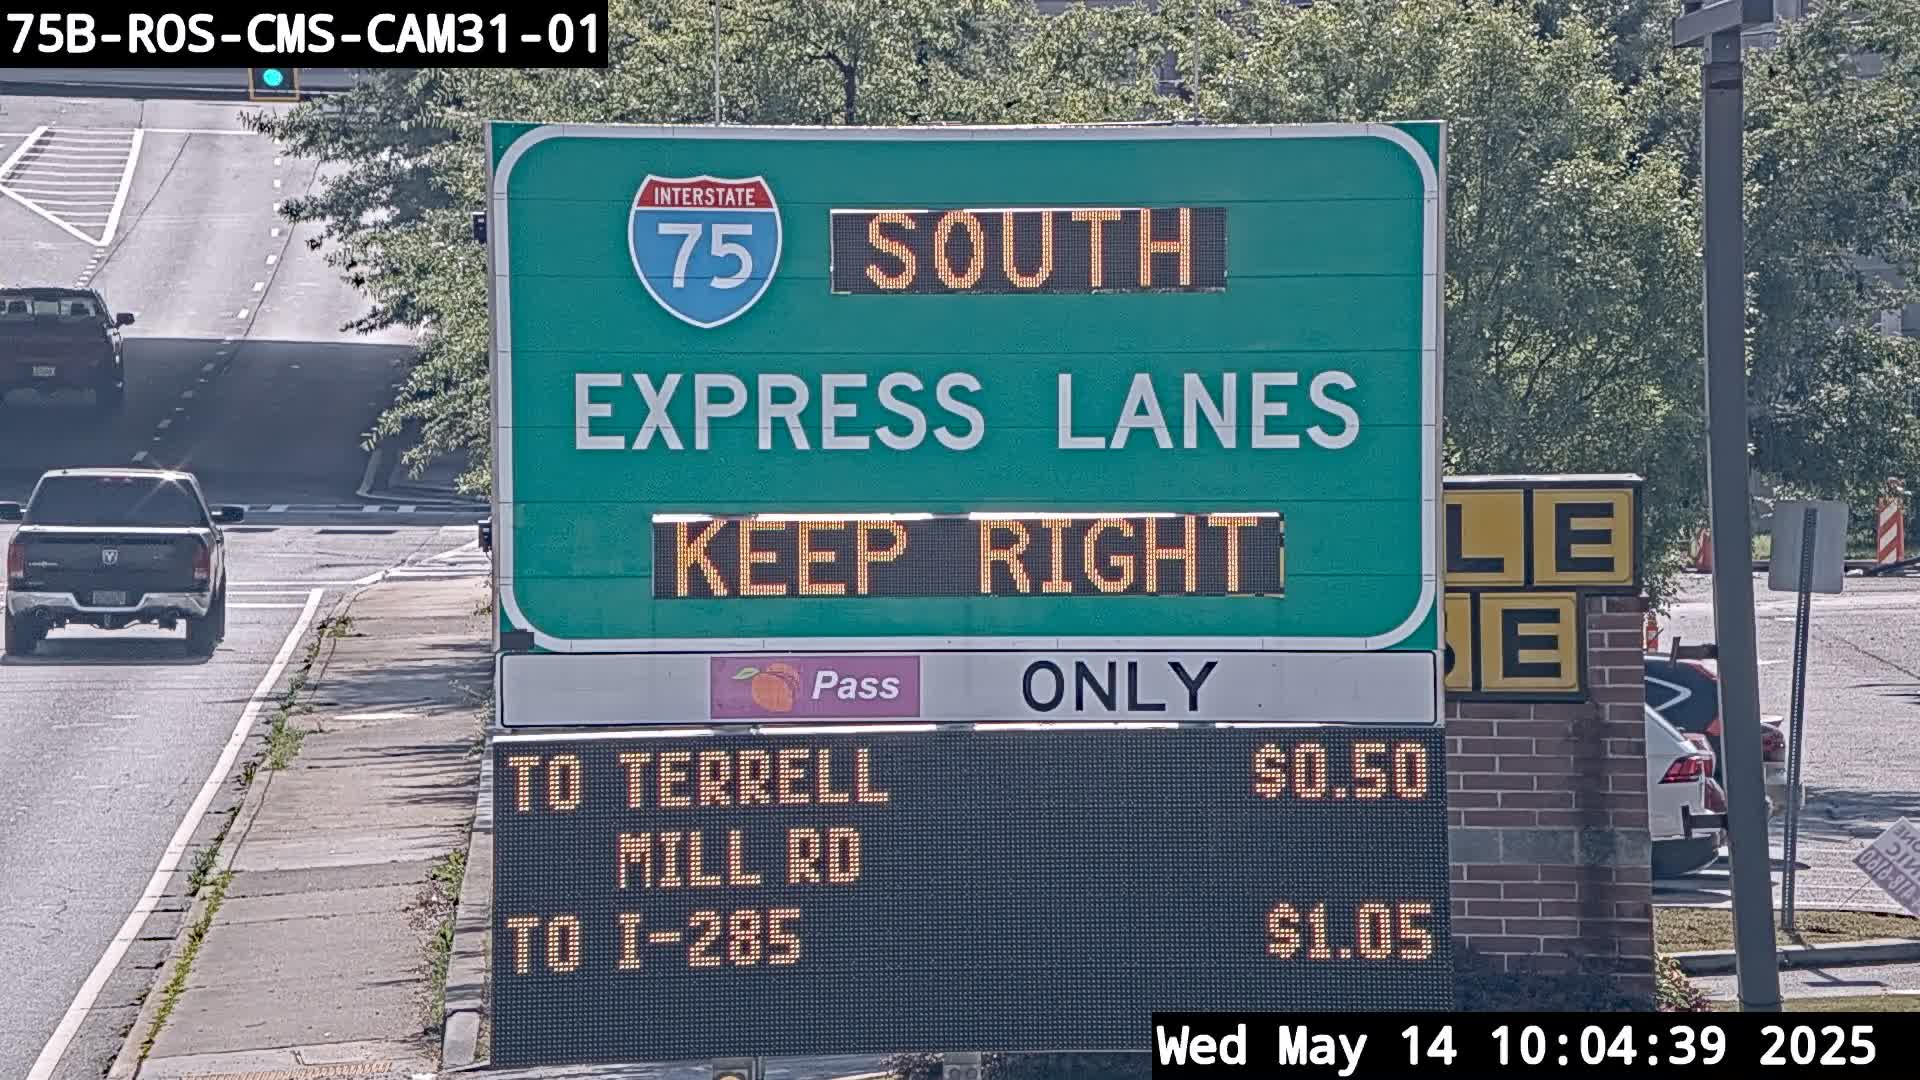 75B-ROS-CMS-CAM31-01
INTERSTATE
75
SOUTH
EXPRESS LANES
KEEP RIGHT
LE
E
Pass ONLY
TO TERRELL $0.50
MILL RD
TO I-285 $1.05
Wed May 14 10:04:39 2025